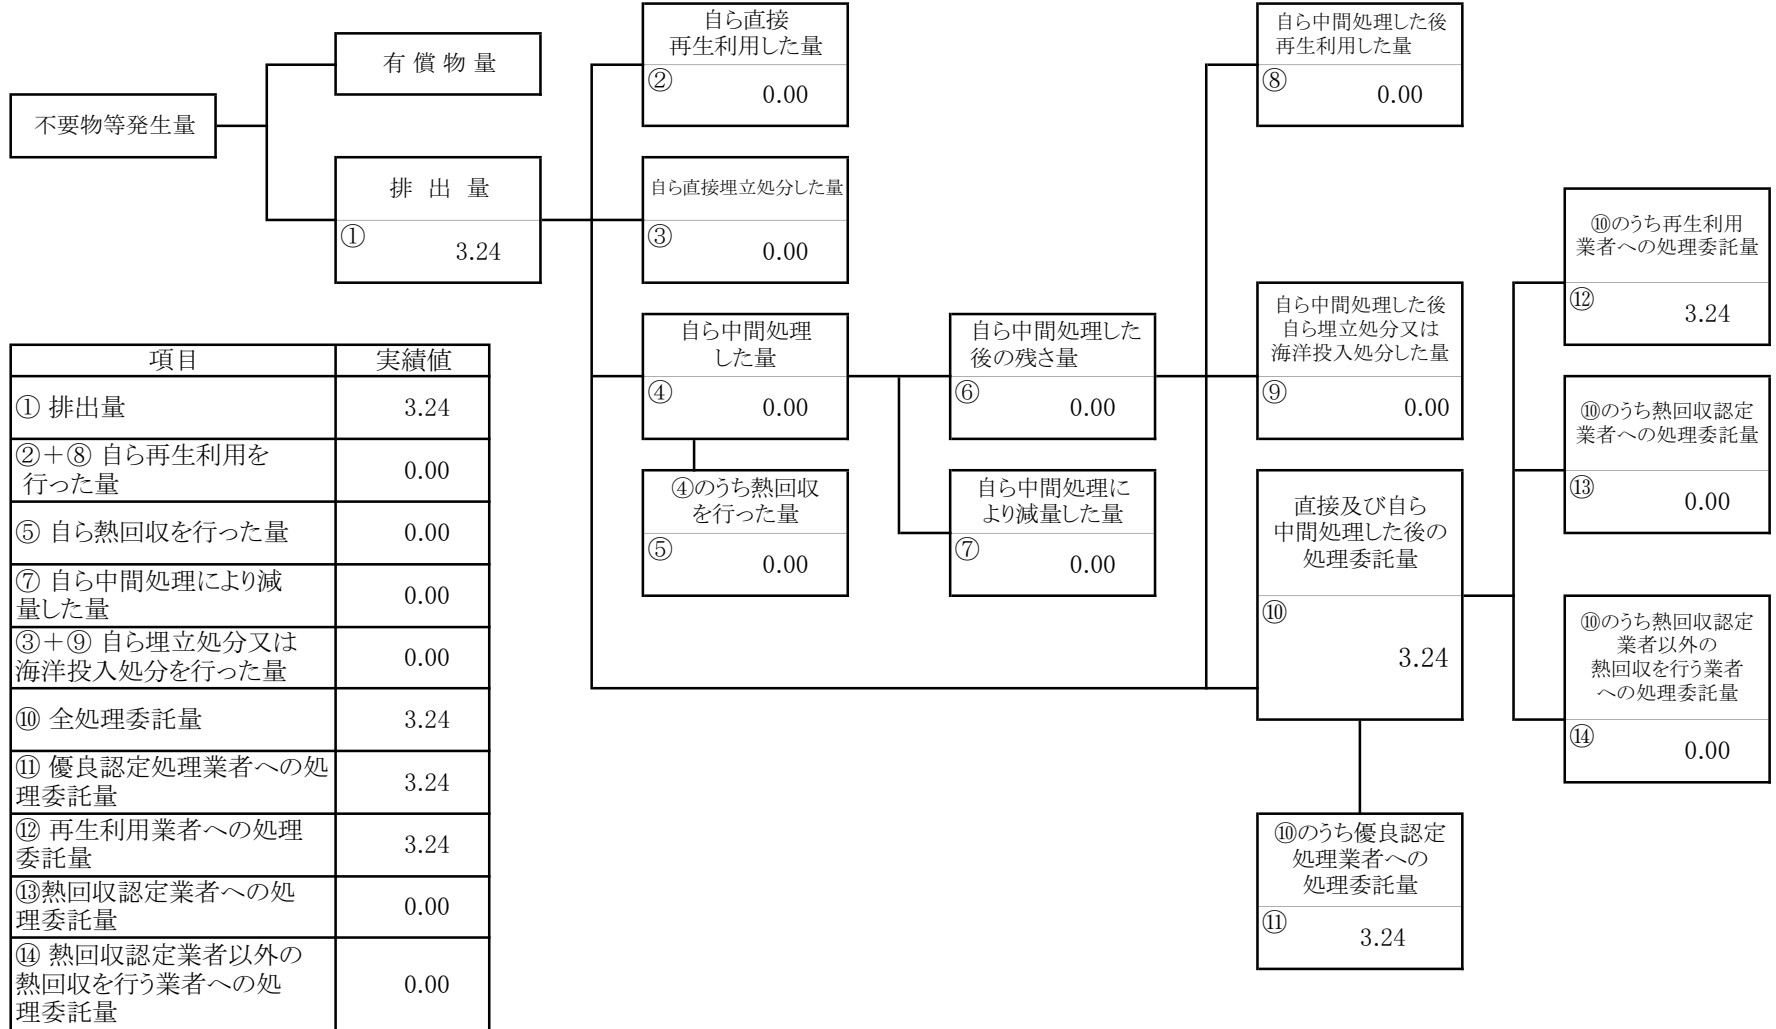 不要物等発生量
有 償 物 量
排 出 量
①
3.24
自ら直接
再生利用した量
②
0.00
自ら直接埋立処分した量
③
0.00
自ら中間処理
した量
④
0.00
④のうち熱回収
を行った量
⑤
0.00
自ら中間処理した
後の残さ量
⑥
0.00
自ら中間処理に
より減量した量
⑦
0.00
自ら中間処理した後
再生利用した量
⑧
0.00
自ら中間処理した後
自ら埋立処分又は
海洋投入処分した量
⑨
0.00
直接及び自ら
中間処理した後の
処理委託量
⑩
3.24
⑩のうち優良認定
処理業者への
処理委託量
⑪
3.24
⑩のうち再生利用
業者への処理委託量
⑫
3.24
⑩のうち熱回収認定
業者への処理委託量
⑬
0.00
⑩のうち熱回収認定
業者以外の
熱回収を行う業者
への処理委託量
⑭
0.00
項目 実績値
① 排出量 3.24
②+⑧ 自ら再生利用を
行った量
0.00
⑤ 自ら熱回収を行った量 0.00
⑦ 自ら中間処理により減
量した量
0.00
③+⑨ 自ら埋立処分又は
海洋投入処分を行った量
0.00
⑩ 全処理委託量 3.24
⑪ 優良認定処理業者への処
理委託量
3.24
⑫ 再生利用業者への処理
委託量
3.24
⑬熱回収認定業者への処
理委託量
0.00
⑭ 熱回収認定業者以外の
熱回収を行う業者への処
理委託量
0.00